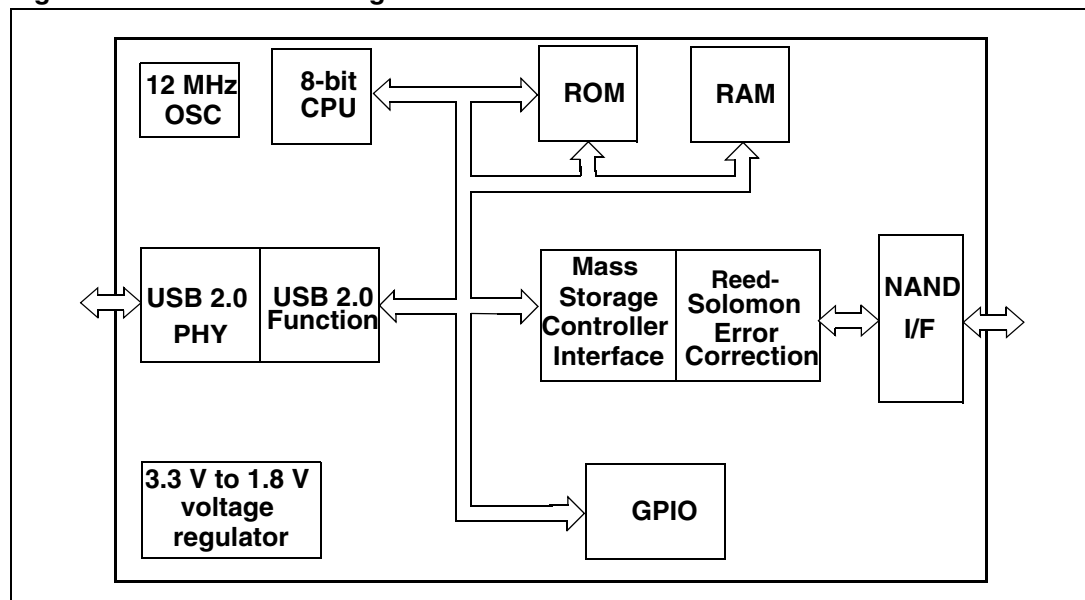 12 MHz
OSC
8-bit
CPU
ROM
RAM
USB 2.0
PHY
USB 2.0
Function
Mass
Storage
Controller
Interface
Reed-
Solomon
Error
Correction
NAND
I/F
3.3 V to 1.8 V
voltage
regulator
GPIO